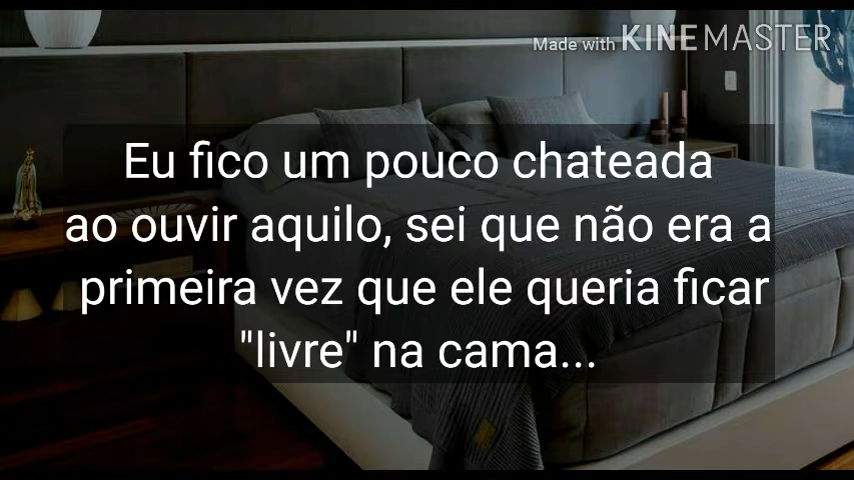 Made with KINEMASTER
Eu fico um pouco chateada
ao ouvir aquilo, sei que não era a
primeira vez que ele queria ficar
"livre" na cama...